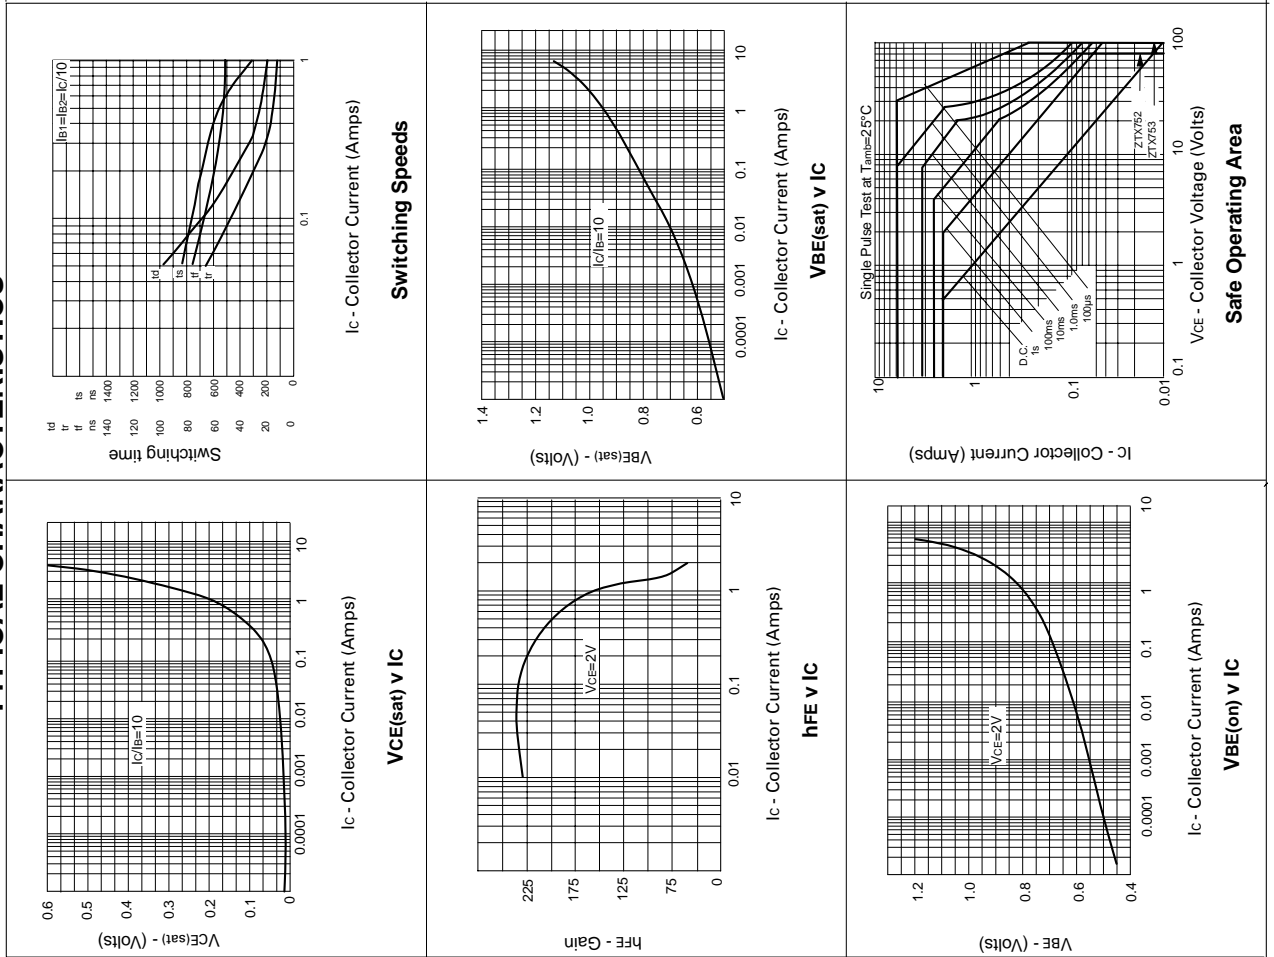 TYPICAL CHARACTERISTICS
VCE(sat) - (Volts)
0.6
0.5
0.4
0.3
0.2
0.1
0
IC/IB=10
0.0001
0.001
0.01
0.1
1
10
IC - Collector Current (Amps)
VCE(sat) v IC
Switching time
td
tr
tf ts
ns ns
140 1400
120 1200
100 1000
80 800
60 600
40 400
20 200
0 0
IB1=IB2=IC/10
td
ts
tf
tr
0.1
1
IC - Collector Current (Amps)
Switching Speeds
hFE - Gain
225
175
125
75
0
VCE=2V
0.01
0.1
1
10
IC - Collector Current (Amps)
hFE v IC
VBE(sat) - (Volts)
1.4
1.2
1.0
0.8
0.6
IC/IB=10
0.0001
0.001
0.01
0.1
1
10
IC - Collector Current (Amps)
VBE(sat) v IC
VBE - (Volts)
1.2
1.0
0.8
0.6
0.4
VCE=2V
0.0001
0.001
0.01
0.1
1
10
IC - Collector Current (Amps)
VBE(on) v IC
IC - Collector Current (Amps)
Single Pulse Test at Tamb=25°C
10
1
0.1
0.01
D.C.
1s
100ms
10ms
1.0ms
100µs
ZTX752
ZTX753
0.1
1
10
100
VCE - Collector Voltage (Volts)
Safe Operating Area